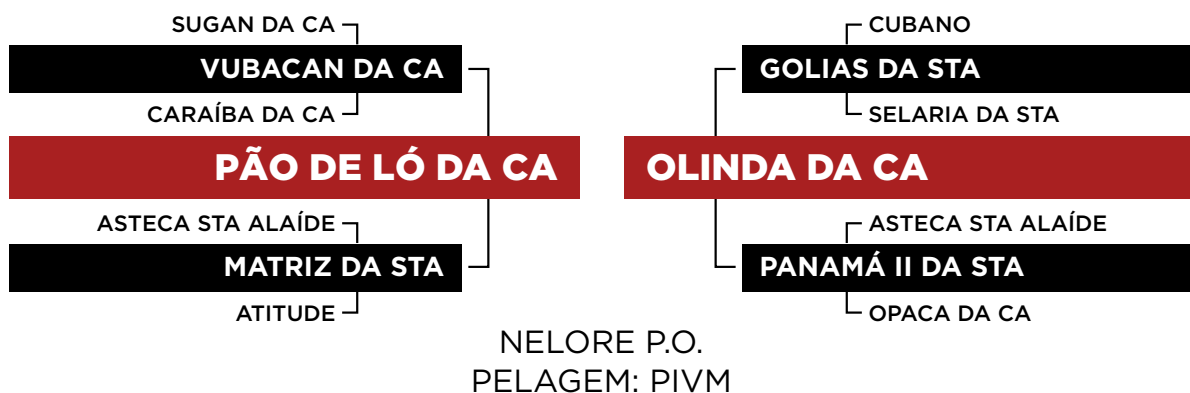 SUGAN DA CA
VUBACAN DA CA
CARAÍBA DA CA
PÃO DE LÓ DA CA
ASTECA STA ALAÍDE
MATRIZ DA STA
ATITUDE
CUBANO
GOLIAS DA STA
SELARIA DA STA
OLINDA DA CA
ASTECA STA ALAÍDE
PANAMÁ II DA STA
OPACA DA CA
NELORE P.O.
PELAGEM: PIVM